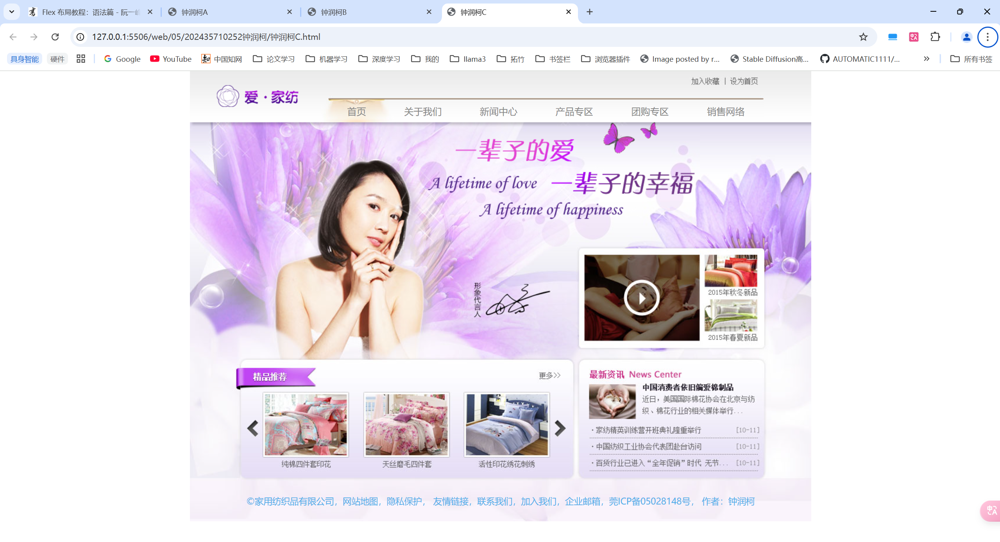 Flex 布局教程：语法篇 - 阮一峰
钟润柯A
钟润柯B
钟润柯C
127.0.0.1:5506/web/05/202435710252钟润柯/钟润柯C.html
具身智能
硬件
Google
YouTube
中国知网
论文学习
机器学习
深度学习
我的
llama3
拓竹
书签栏
浏览器插件
Image posted by r...
Stable Diffusion高...
AUTOMATIC1111/...
所有书签
加入收藏 | 设为首页
爱·家纺
首页 关于我们 新闻中心 产品专区 团购专区 销售网络
一辈子的爱
A lifetime of love 一辈子的幸福
A lifetime of happiness
形象代言人
2015年秋冬新品
2015年春夏新品
精品推荐
更多>>
纯棉四件套印花
天丝磨毛四件套
活性印花绣花刺绣
最新资讯 News Center
中国消费者依旧偏爱棉制品
近日，美国国际棉花协会在北京与纺
织、棉花行业的相关媒体举行...
·家纺精英训练营开班典礼隆重举行 [10-11]
·中国纺织工业协会代表团赴台访问 [10-11]
·百货行业已进入“全年促销”时代 无节... [10-11]
©家用纺织品有限公司，网站地图，隐私保护， 友情链接，联系我们，加入我们，企业邮箱，莞ICP备05028148号， 作者：钟润柯